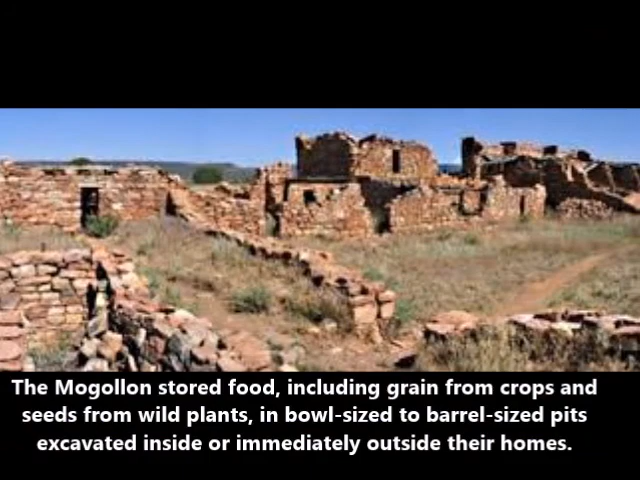 The Mogollon stored food, including grain from crops and
seeds from wild plants, in bowl-sized to barrel-sized pits
excavated inside or immediately outside their homes.